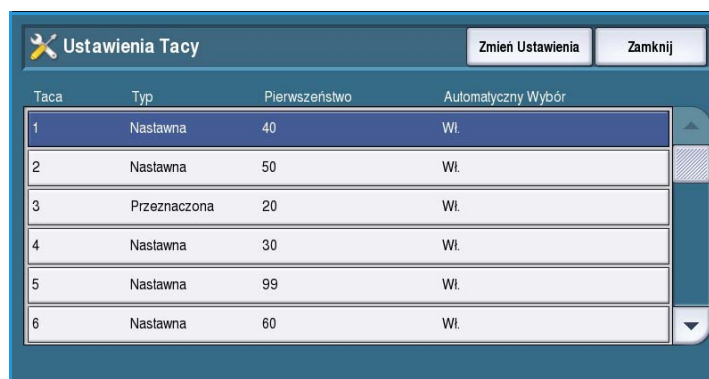 Ustawienia Tacy Zmień Ustawienia Zamknij
Taca Typ Pierwszeństwo Automatyczny Wybór
1 Nastawna 40 Wł.
2 Nastawna 50 Wł.
3 Przeznaczona 20 Wł.
4 Nastawna 30 Wł.
5 Nastawna 99 Wł.
6 Nastawna 60 Wł.